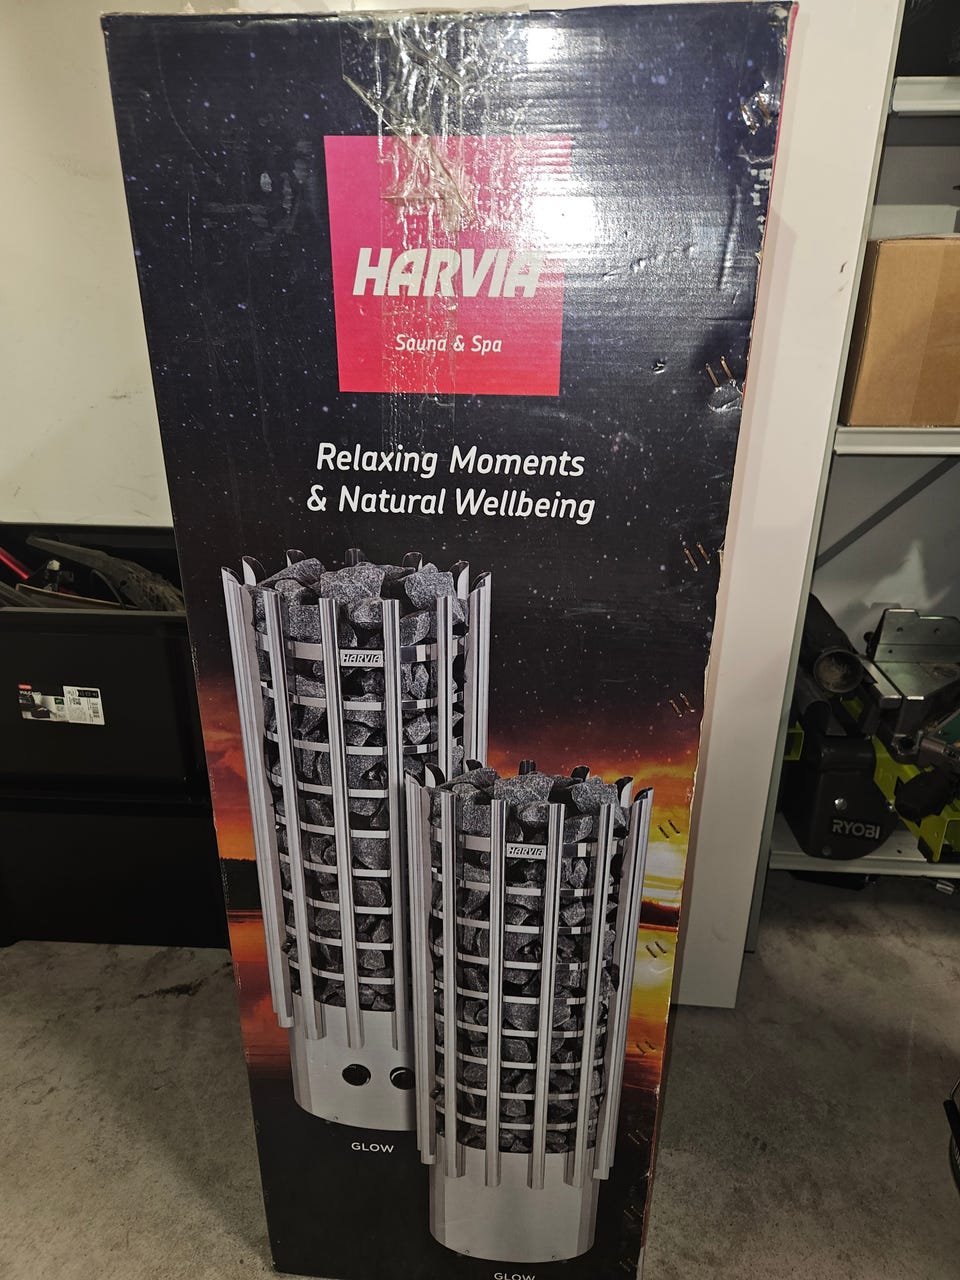 HARVIA
Sauna & Spa
Relaxing Moments
& Natural Wellbeing
HARVIA
HARVIA
RYOBI
GLOW
GLOW